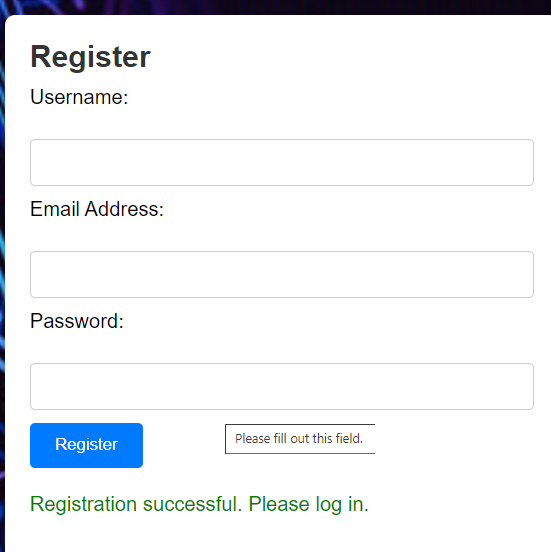 Register
Username:
Email Address:
Password:
Register
Please fill out this field.
Registration successful. Please log in.